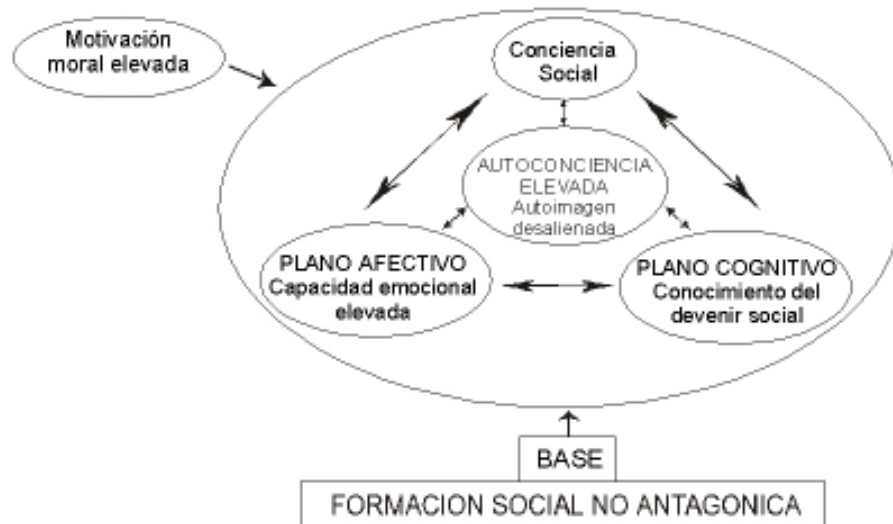 Motivación
moral elevada
Conciencia
Social
AUTOCONCIENCIA
ELEVADA
Autoimagen
desalienada
PLANO AFECTIVO
Capacidad emocional
elevada
PLANO COGNITIVO
Conocimiento del
devenir social
BASE
FORMACION SOCIAL NO ANTAGONICA